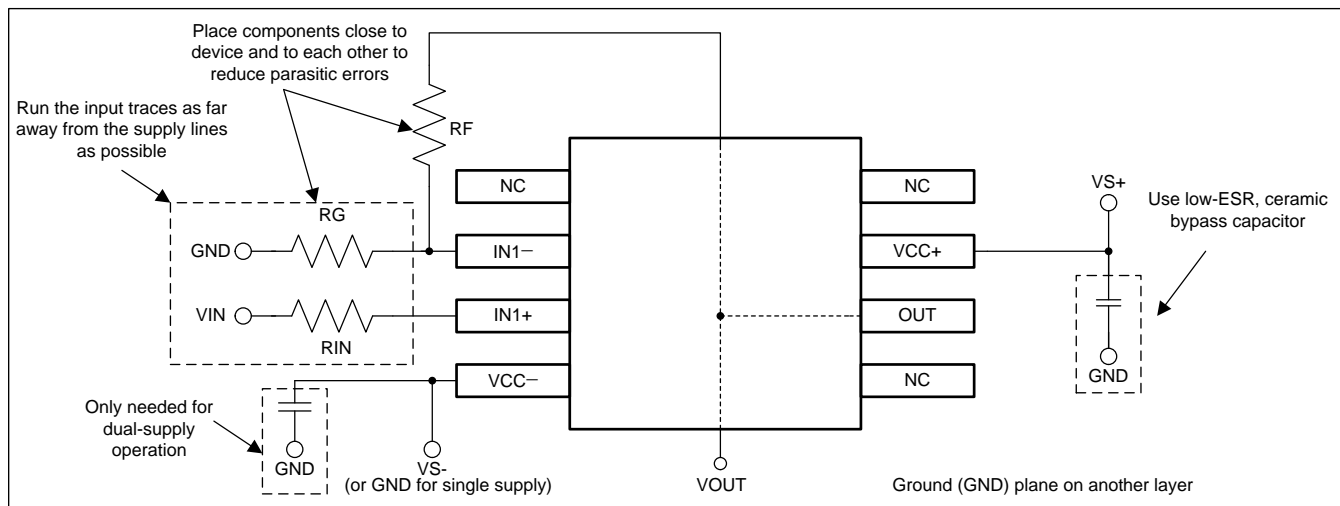 Place components close to
device and to each other to
reduce parasitic errors
Run the input traces as far
away from the supply lines
as possible
RF
NC
NC
VS+
Use low-ESR, ceramic
bypass capacitor
RG
GND
IN1−
VCC+
VIN
IN1+
OUT
RIN
VCC−
NC
GND
Only needed for
dual-supply
operation
GND
VS-
(or GND for single supply)
VOUT
Ground (GND) plane on another layer